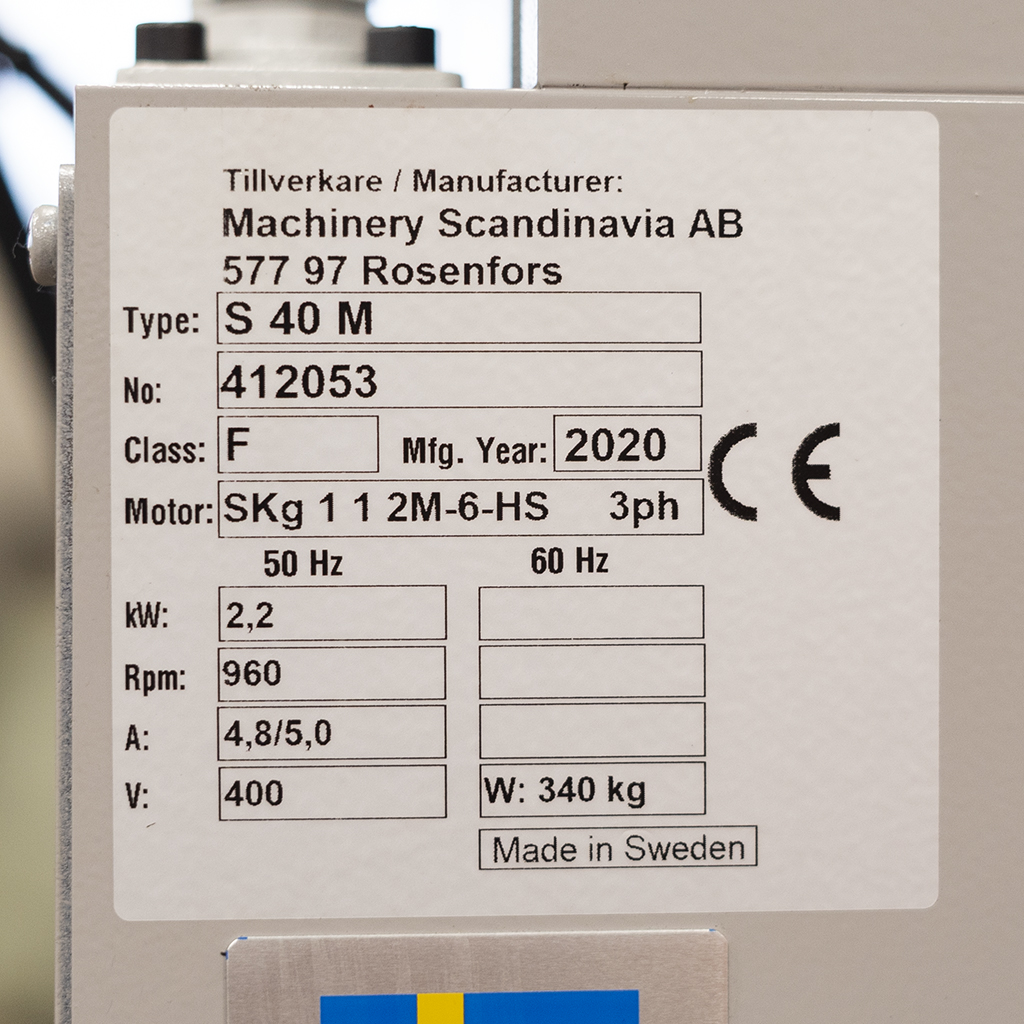 Tillverkare / Manufacturer:
Machinery Scandinavia AB
577 97 Rosenfors
Type: S 40 M
No: 412053
Class: F Mfg. Year: 2020 CE
Motor: SKg 1 1 2M-6-HS 3ph
50 Hz 60 Hz
kW: 2,2
Rpm: 960
A: 4,8/5,0
V: 400 W: 340 kg
Made in Sweden